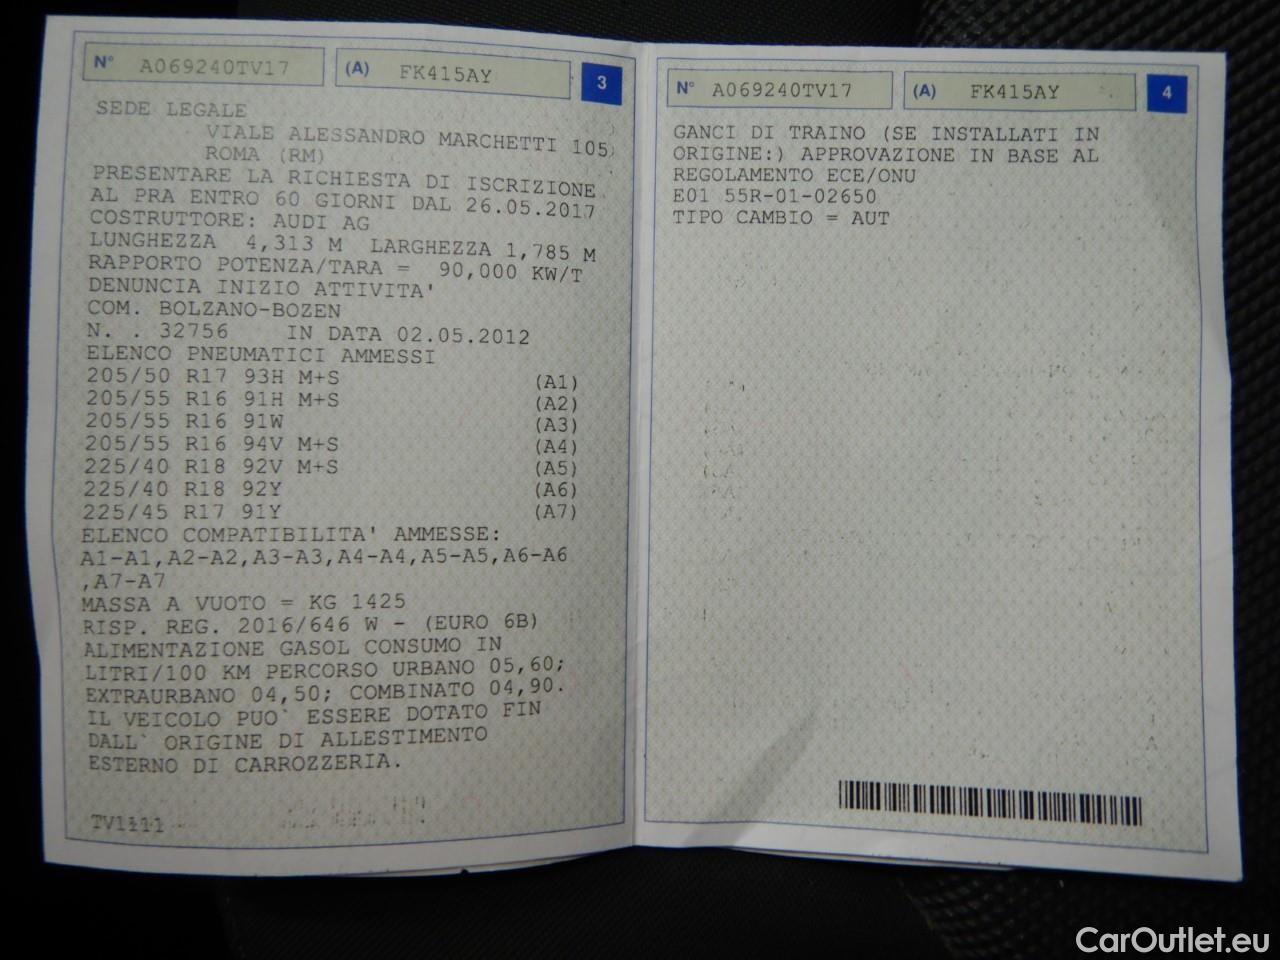 N° A069240TV17 (A) FK415AY 3
SEDE LEGALE
VIALE ALESSANDRO MARCHETTI 105
ROMA (RM)
PRESENTARE LA RICHIESTA DI ISCRIZIONE
AL PRA ENTRO 60 GIORNI DAL 26.05.2017
COSTRUTTORE: AUDI AG
LUNGHEZZA 4,313 M LARGHEZZA 1,785 M
RAPPORTO POTENZA/TARA = 90,000 KW/T
DENUNCIA INIZIO ATTIVITA'
COM. BOLZANO-BOZEN
N. . 32756 IN DATA 02.05.2012
ELENCO PNEUMATICI AMMESSI
205/50 R17 93H M+S (A1)
205/55 R16 91H M+S (A2)
205/55 R16 91W (A3)
205/55 R16 94V M+S (A4)
225/40 R18 92V M+S (A5)
225/40 R18 92Y (A6)
225/45 R17 91Y (A7)
ELENCO COMPATIBILITA' AMMESSE:
A1-A1,A2-A2,A3-A3,A4-A4,A5-A5,A6-A6
,A7-A7
MASSA A VUOTO = KG 1425
RISP. REG. 2016/646 W - (EURO 6B)
ALIMENTAZIONE GASOL CONSUMO IN
LITRI/100 KM PERCORSO URBANO 05,60;
EXTRAURBANO 04,50; COMBINATO 04,90.
IL VEICOLO PUO` ESSERE DOTATO FIN
DALL` ORIGINE DI ALLESTIMENTO
ESTERNO DI CARROZZERIA.
N° A069240TV17 (A) FK415AY 4
GANCI DI TRAINO (SE INSTALLATI IN
ORIGINE:) APPROVAZIONE IN BASE AL
REGOLAMENTO ECE/ONU
E01 55R-01-02650
TIPO CAMBIO = AUT
CarOutlet.eu